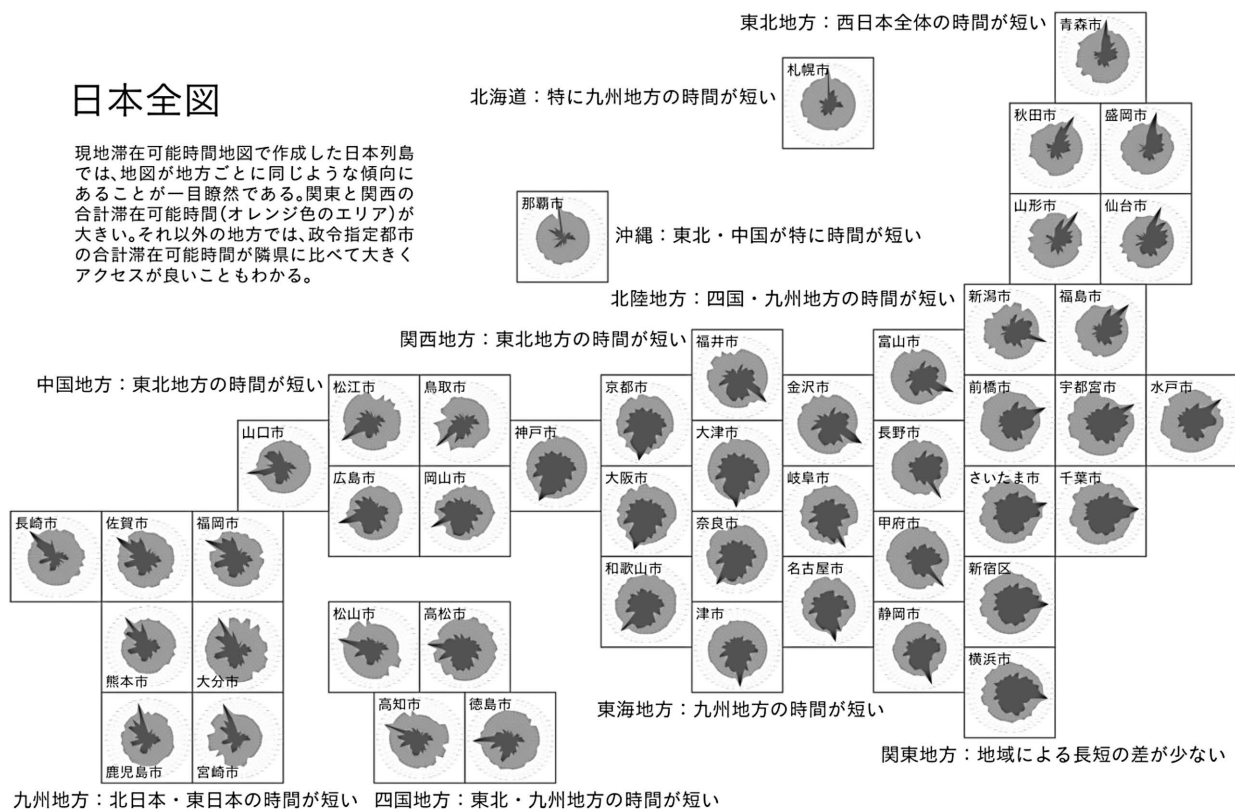 東北地方：西日本全体の時間が短い
青森市
札幌市
北海道：特に九州地方の時間が短い
日本全図
秋田市
盛岡市
現地滞在可能時間地図で作成した日本列島
では、地図が地方ごとに同じような傾向に
あることが一目瞭然である。関東と関西の
合計滞在可能時間(オレンジ色のエリア)が
大きい。それ以外の地方では、政令指定都市
の合計滞在可能時間が隣県に比べて大きく
アクセスが良いこともわかる。
那覇市
沖縄：東北・中国が特に時間が短い
山形市
仙台市
北陸地方：四国・九州地方の時間が短い
新潟市
福島市
関西地方：東北地方の時間が短い
福井市
富山市
中国地方：東北地方の時間が短い
松江市
鳥取市
京都市
金沢市
前橋市
宇都宮市
水戸市
山口市
神戸市
大津市
長野市
広島市
岡山市
大阪市
岐阜市
さいたま市
千葉市
長崎市
佐賀市
福岡市
奈良市
甲府市
和歌山市
名古屋市
新宿区
松山市
高松市
津市
静岡市
熊本市
大分市
横浜市
高知市
徳島市
東海地方：九州地方の時間が短い
関東地方：地域による長短の差が少ない
鹿児島市
宮崎市
九州地方：北日本・東日本の時間が短い
四国地方：東北・九州地方の時間が短い